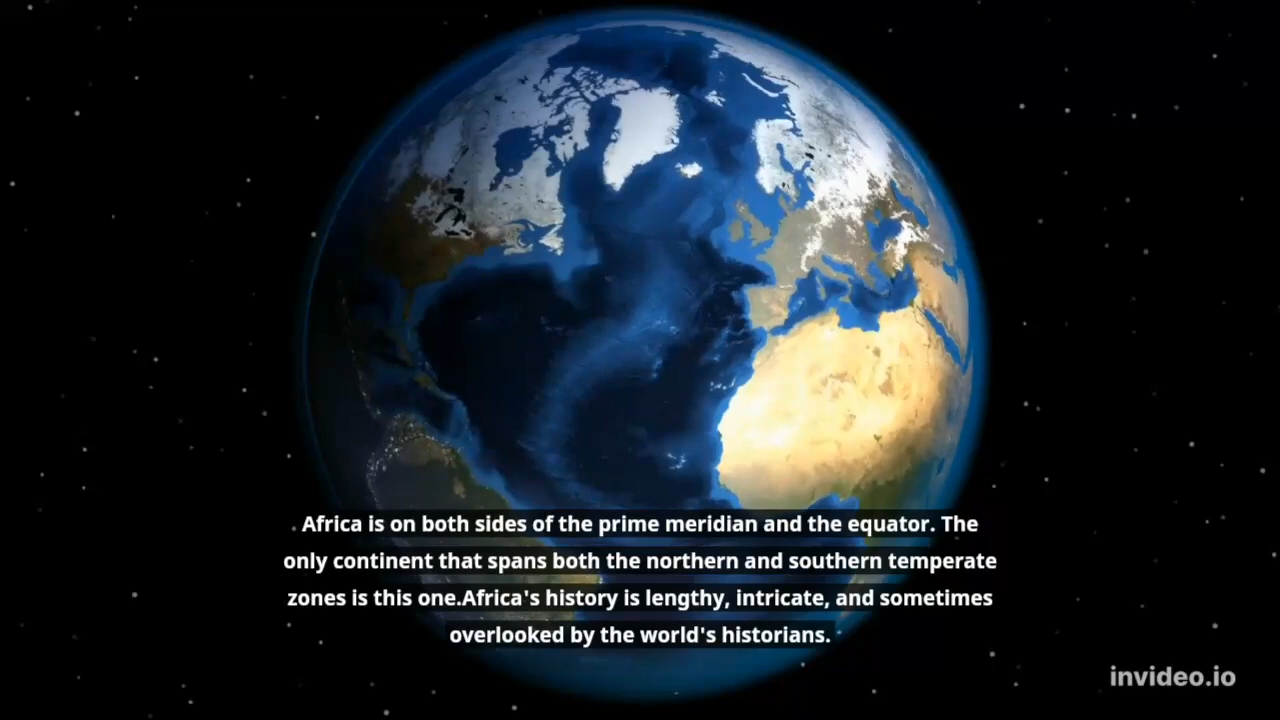 Africa is on both sides of the prime meridian and the equator. The
only continent that spans both the northern and southern temperate
zones is this one.Africa's history is lengthy, intricate, and sometimes
overlooked by the world's historians.
invideo.io